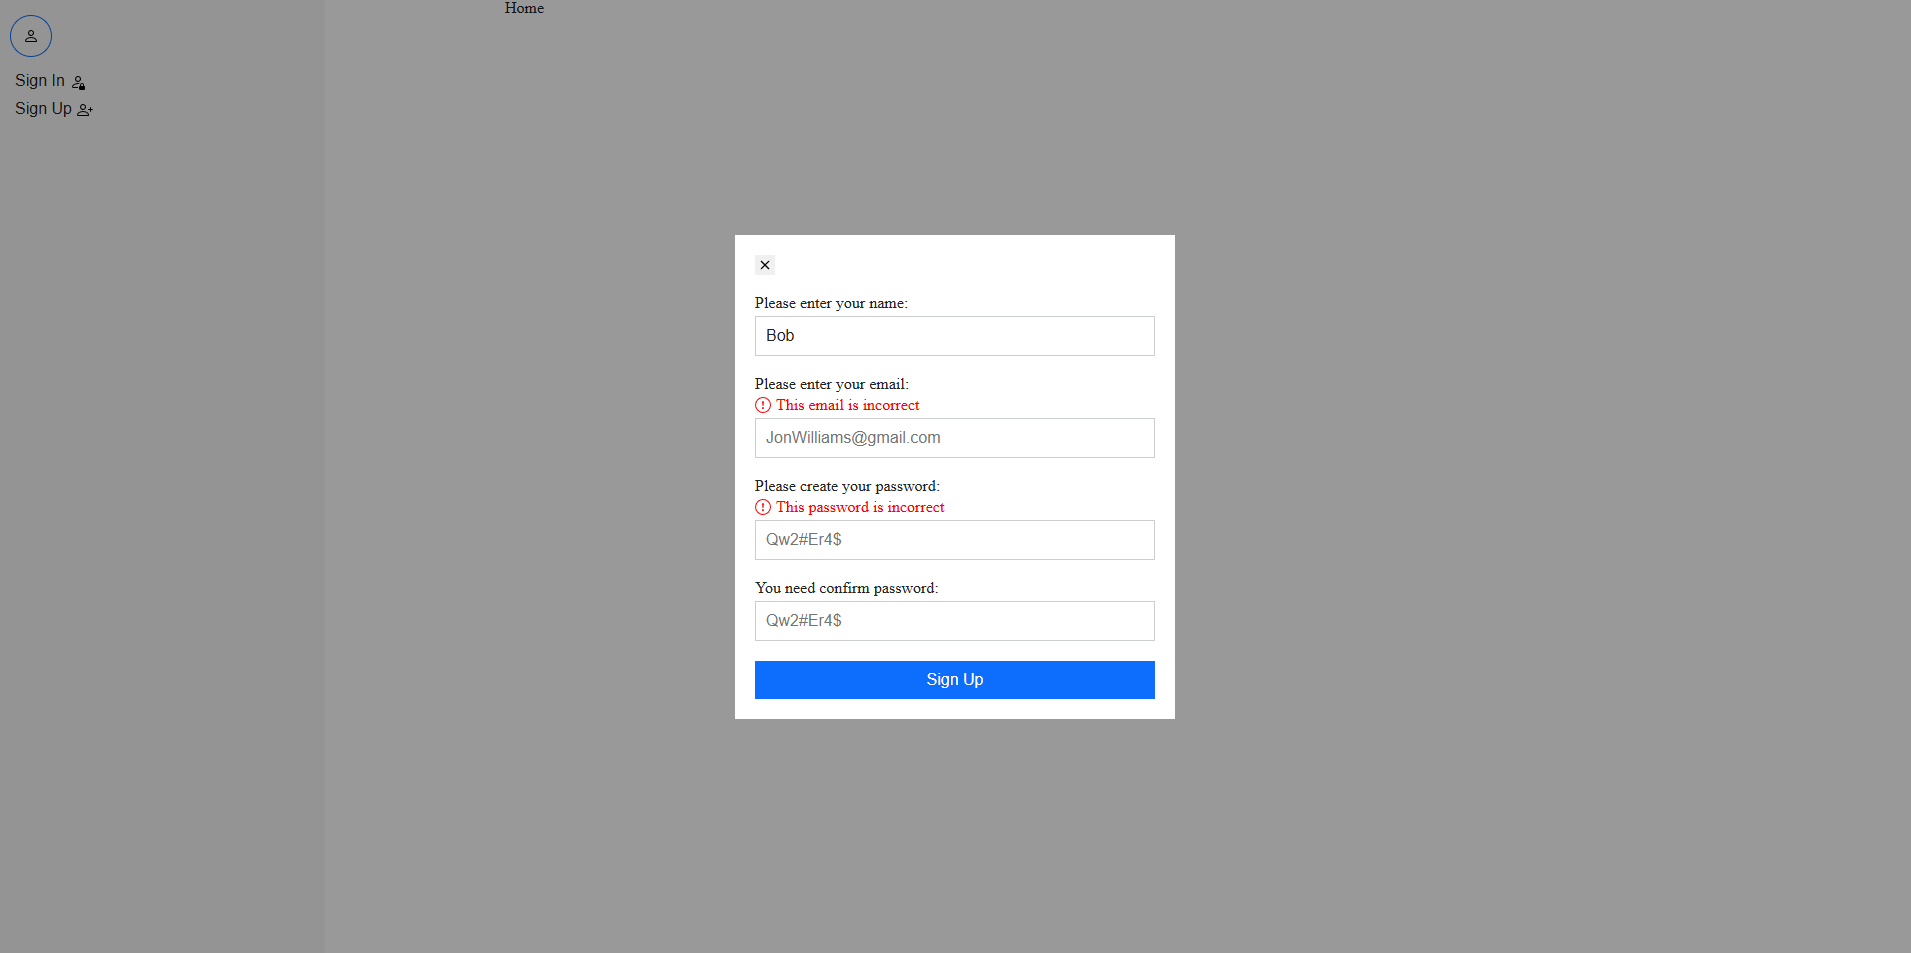 Home
Sign In
Sign Up
Please enter your name:
Bob
Please enter your email:
This email is incorrect
JonWilliams@gmail.com
Please create your password:
This password is incorrect
Qw2#Er4$
You need confirm password:
Qw2#Er4$
Sign Up